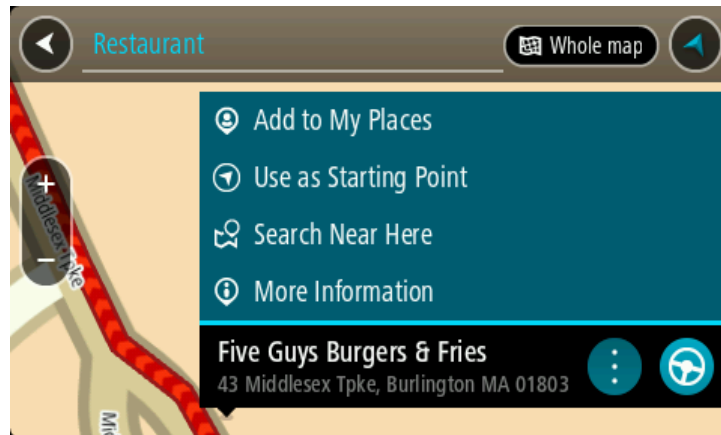 Restaurant
Whole map
Add to My Places
Use as Starting Point
Search Near Here
More Information
Five Guys Burgers & Fries
43 Middlesex Tpke, Burlington MA 01803
+
Middlesex Tpke
−
Mi